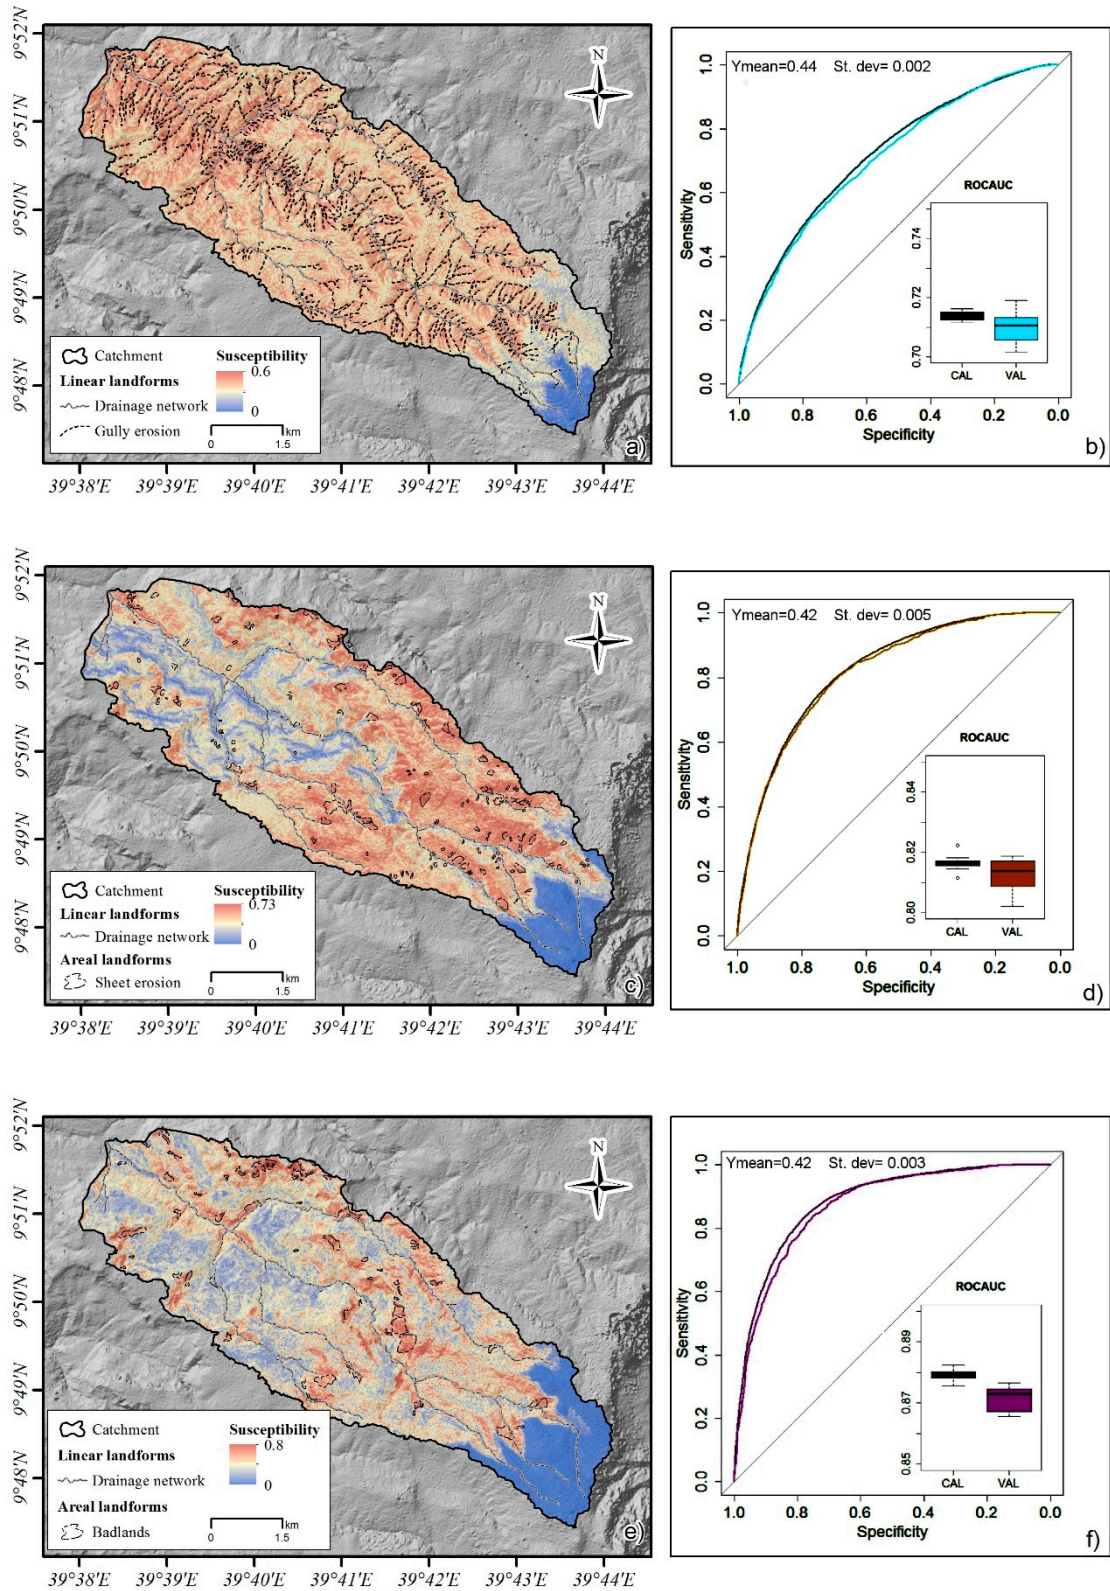 9°52'N
9°51'N
9°50'N
9°49'N
9°48'N
N
Catchment
Linear landforms
Drainage network
Gully erosion
Susceptibility
0.6
0
0 1.5 km
a)
39°38'E 39°39'E 39°40'E 39°41'E 39°42'E 39°43'E 39°44'E
Ymean=0.44 St. dev= 0.002
Sensitivity
1.0
0.8
0.6
0.4
0.2
0.0
ROCAUC
0.74
0.72
0.70
CAL VAL
1.0 0.8 0.6 0.4 0.2 0.0
Specificity
b)
9°52'N
9°51'N
9°50'N
9°49'N
9°48'N
N
Catchment
Linear landforms
Drainage network
Areal landforms
Sheet erosion
Susceptibility
0.73
0
0 1.5 km
c)
39°38'E 39°39'E 39°40'E 39°41'E 39°42'E 39°43'E 39°44'E
Ymean=0.42 St. dev= 0.005
Sensitivity
1.0
0.8
0.6
0.4
0.2
0.0
ROCAUC
0.84
0.82
0.80
CAL VAL
1.0 0.8 0.6 0.4 0.2 0.0
Specificity
d)
9°52'N
9°51'N
9°50'N
9°49'N
9°48'N
N
Catchment
Linear landforms
Drainage network
Areal landforms
Badlands
Susceptibility
0.8
0
0 1.5 km
e)
39°38'E 39°39'E 39°40'E 39°41'E 39°42'E 39°43'E 39°44'E
Ymean=0.42 St. dev= 0.003
Sensitivity
1.0
0.8
0.6
0.4
0.2
0.0
ROCAUC
0.89
0.87
0.85
CAL VAL
1.0 0.8 0.6 0.4 0.2 0.0
Specificity
f)